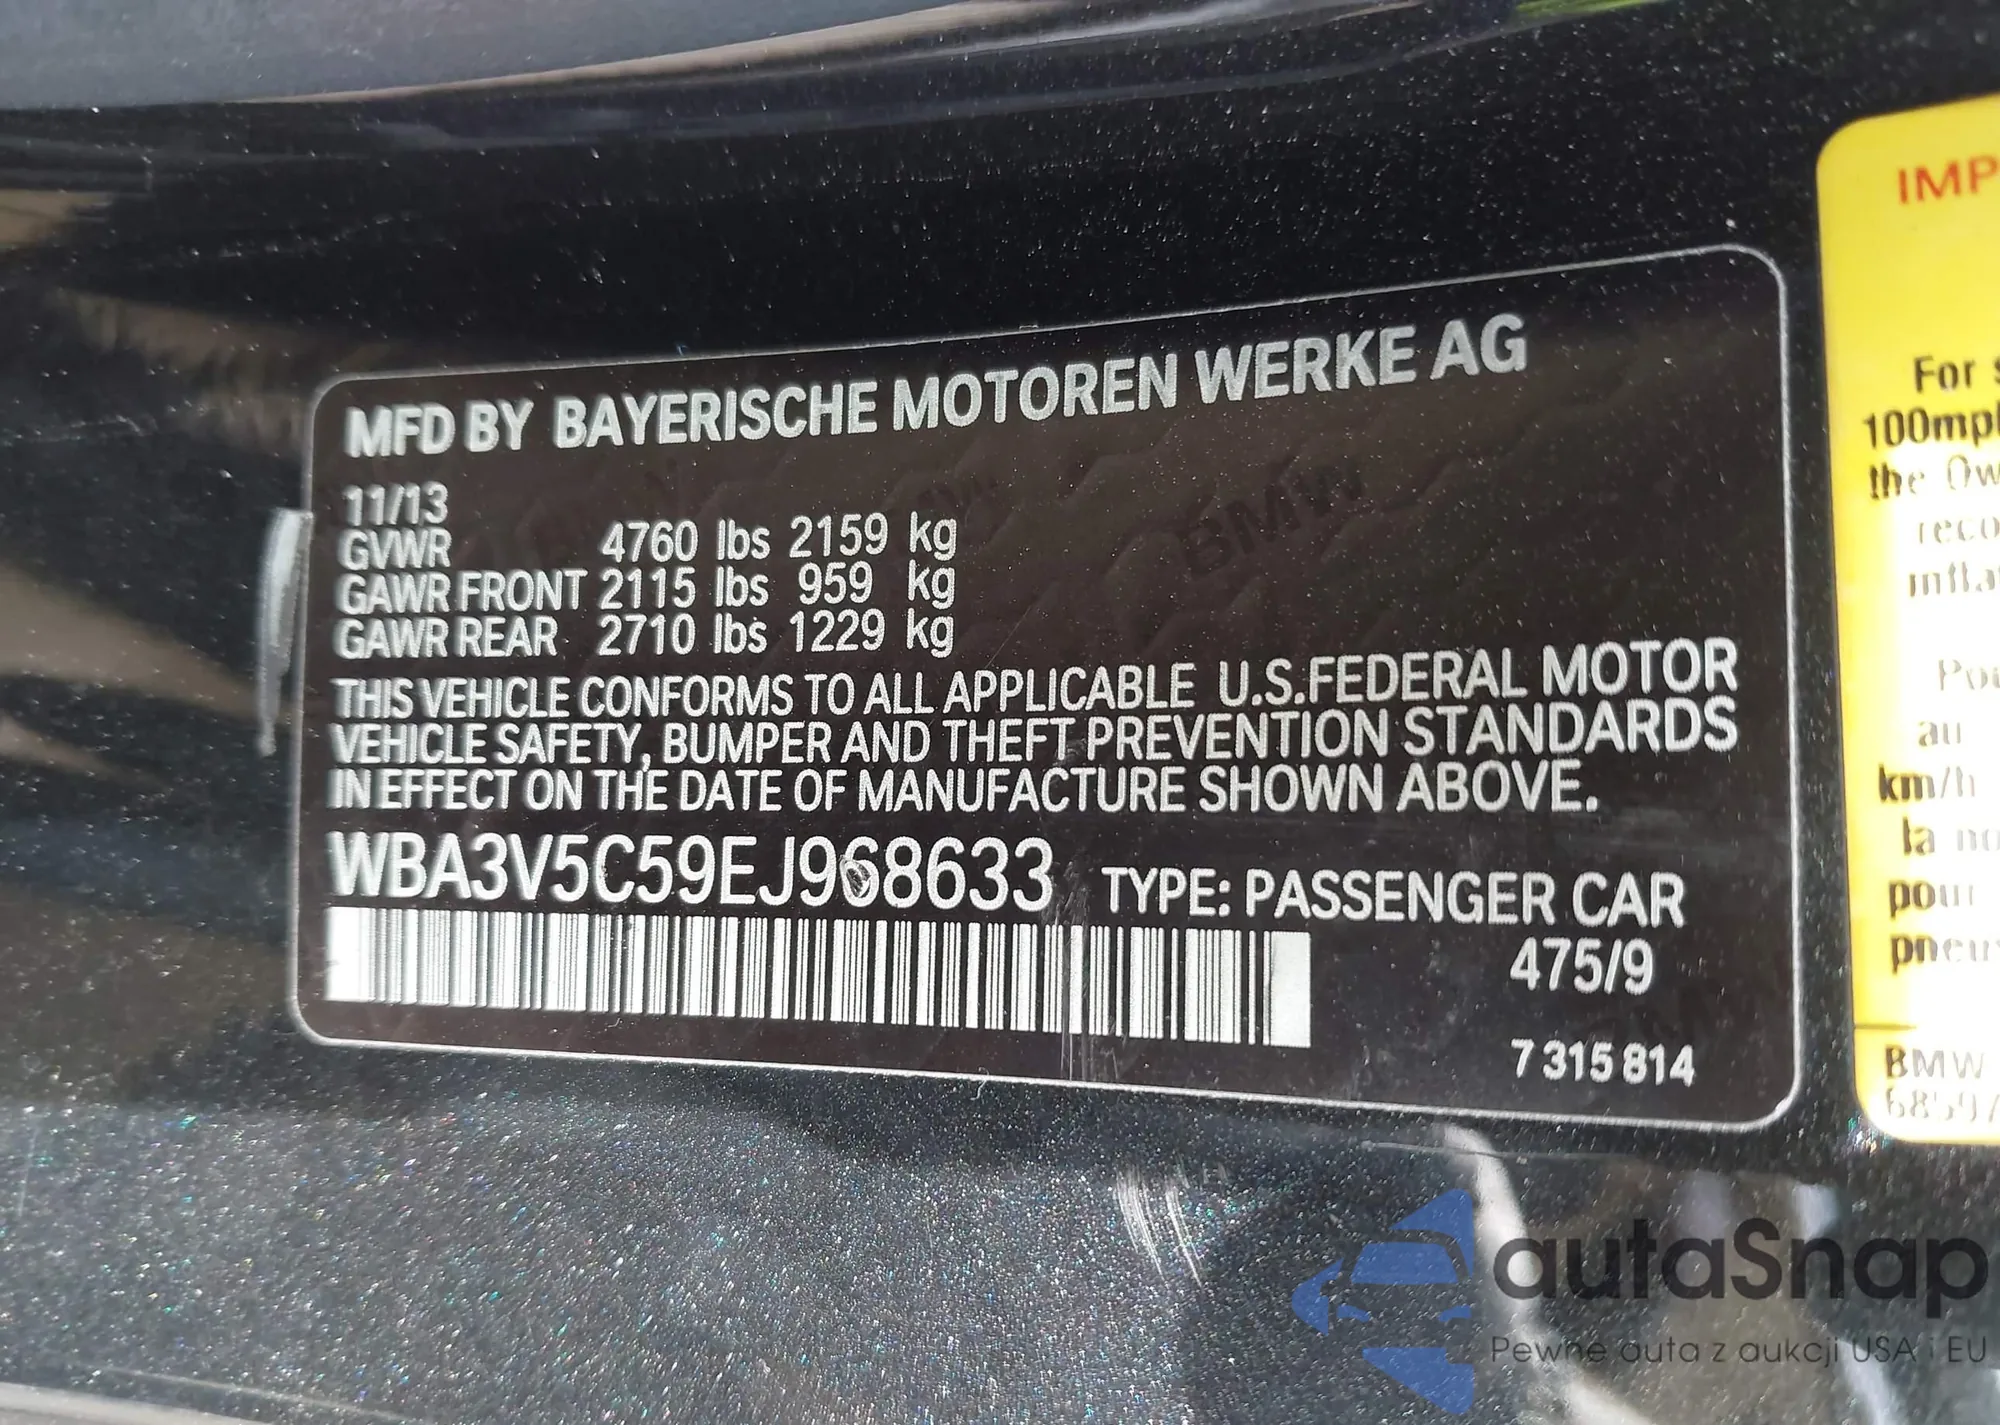 MFD BY BAYERISCHE MOTOREN WERKE AG
11/13
GVWR 4760 lbs 2159 kg
GAWR FRONT 2115 lbs 959 kg
GAWR REAR 2710 lbs 1229 kg
THIS VEHICLE CONFORMS TO ALL APPLICABLE U.S.FEDERAL MOTOR
VEHICLE SAFETY, BUMPER AND THEFT PREVENTION STANDARDS
IN EFFECT ON THE DATE OF MANUFACTURE SHOWN ABOVE.
WBA3V5C59EJ968633 TYPE: PASSENGER CAR
475/9
7 315 814
IMP
For s
100mph
the Ow
reco
infla
Pou
au
km/h
la no
pour
pneu
BMW
autaSnap
Pewne auta z aukcji USA i EU